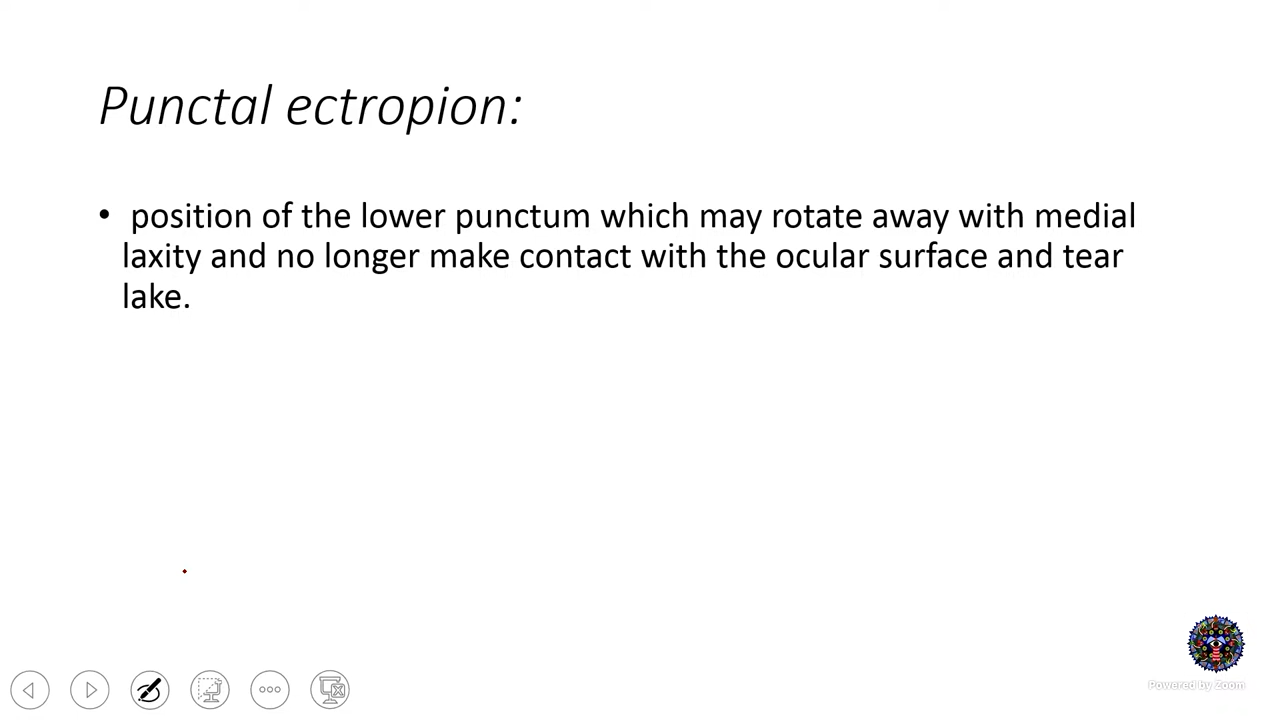 Punctal ectropion:
• position of the lower punctum which may rotate away with medial
laxity and no longer make contact with the ocular surface and tear
lake.
Powered by Zoom